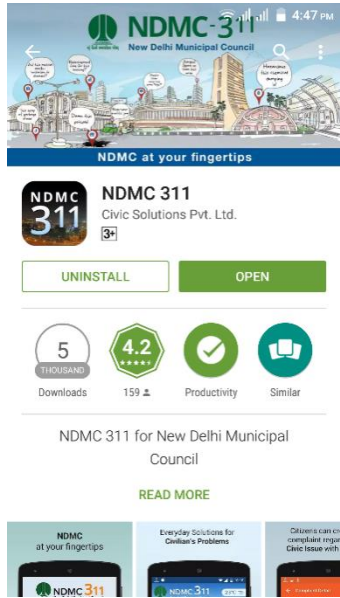 4:47 PM
NDMC-311
New Delhi Municipal Council
NDMC at your fingertips
NDMC
311
NDMC 311
Civic Solutions Pvt. Ltd.
3+
UNINSTALL
OPEN
5
THOUSAND
Downloads
4.2
159
Productivity
Similar
NDMC 311 for New Delhi Municipal
Council
READ MORE
NDMC
at your fingertips
NDMC 311
Everyday Solutions for
Civilian's Problems
NDMC 311
Citizens can
complaint
Civic Issue with